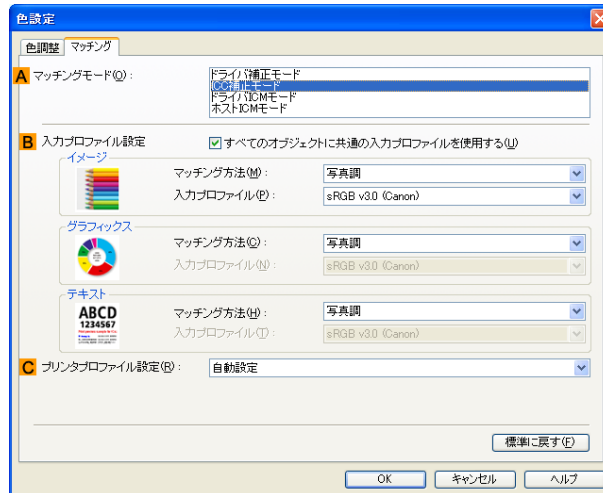 色設定
色調整 マッチング
A マッチングモード(O):
ドライバ補正モード
ICC補正モード
ドライバICMモード
ホストICMモード
B 入力プロファイル設定 すべてのオブジェクトに共通の入力プロファイルを使用する(U)
イメージ
マッチング方法(M): 写真調
入力プロファイル(P): sRGB v3.0 (Canon)
グラフィックス
マッチング方法(C): 写真調
入力プロファイル(N): sRGB v3.0 (Canon)
テキスト
ABCD
1234567
マッチング方法(H): 写真調
入力プロファイル(T): sRGB v3.0 (Canon)
C プリンタプロファイル設定(R): 自動設定
標準に戻す(F)
OK キャンセル ヘルプ